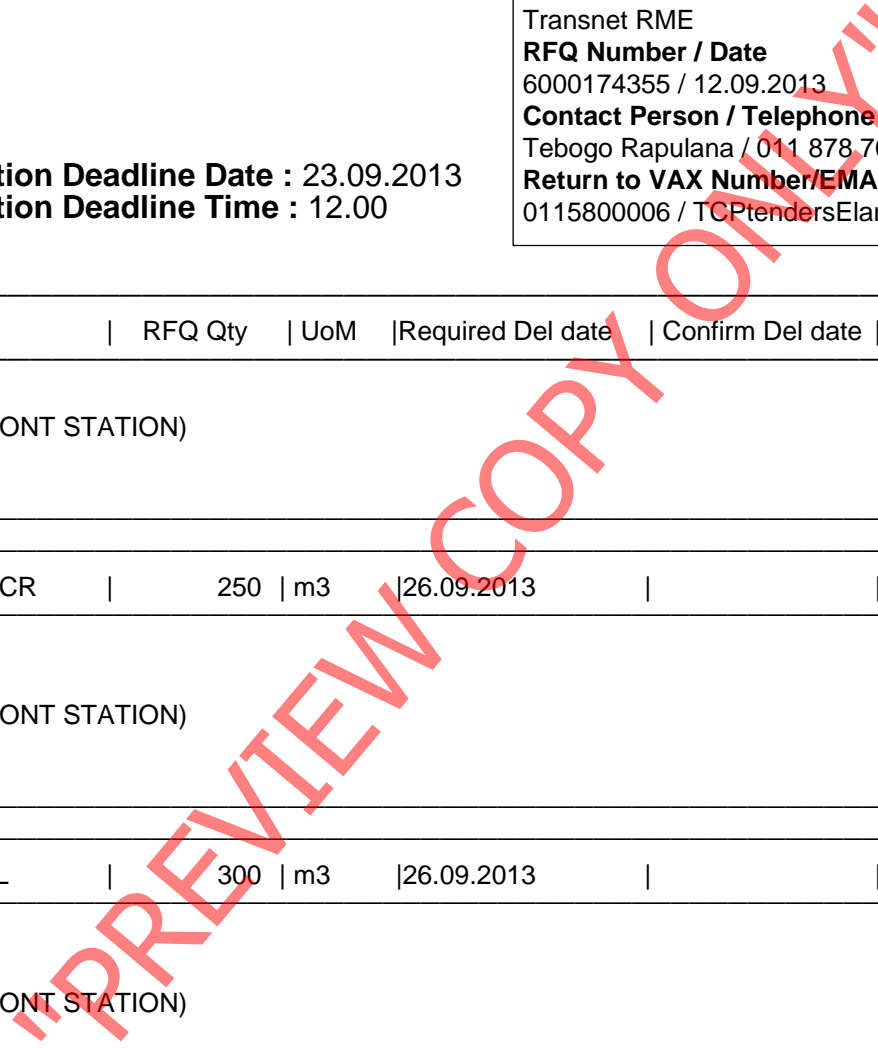 Transnet RME
RFQ Number / Date
6000174355 / 12.09.2013
Contact Person / Telephone
Tebogo Rapulana / 011 878 7
tion Deadline Date : 23.09.2013
Return to VAX Number/EMA
tion Deadline Time : 12.00
0115800006 / TCPtendersElan
| RFQ Qty | UoM |Required Del date | Confirm Del date |
ONT STATION)
CR | 250 | m3 |26.09.2013 | |
ONT STATION)
L | 300 | m3 |26.09.2013 | |
ONT STATION)
"PREVIEW COPY ONLY"